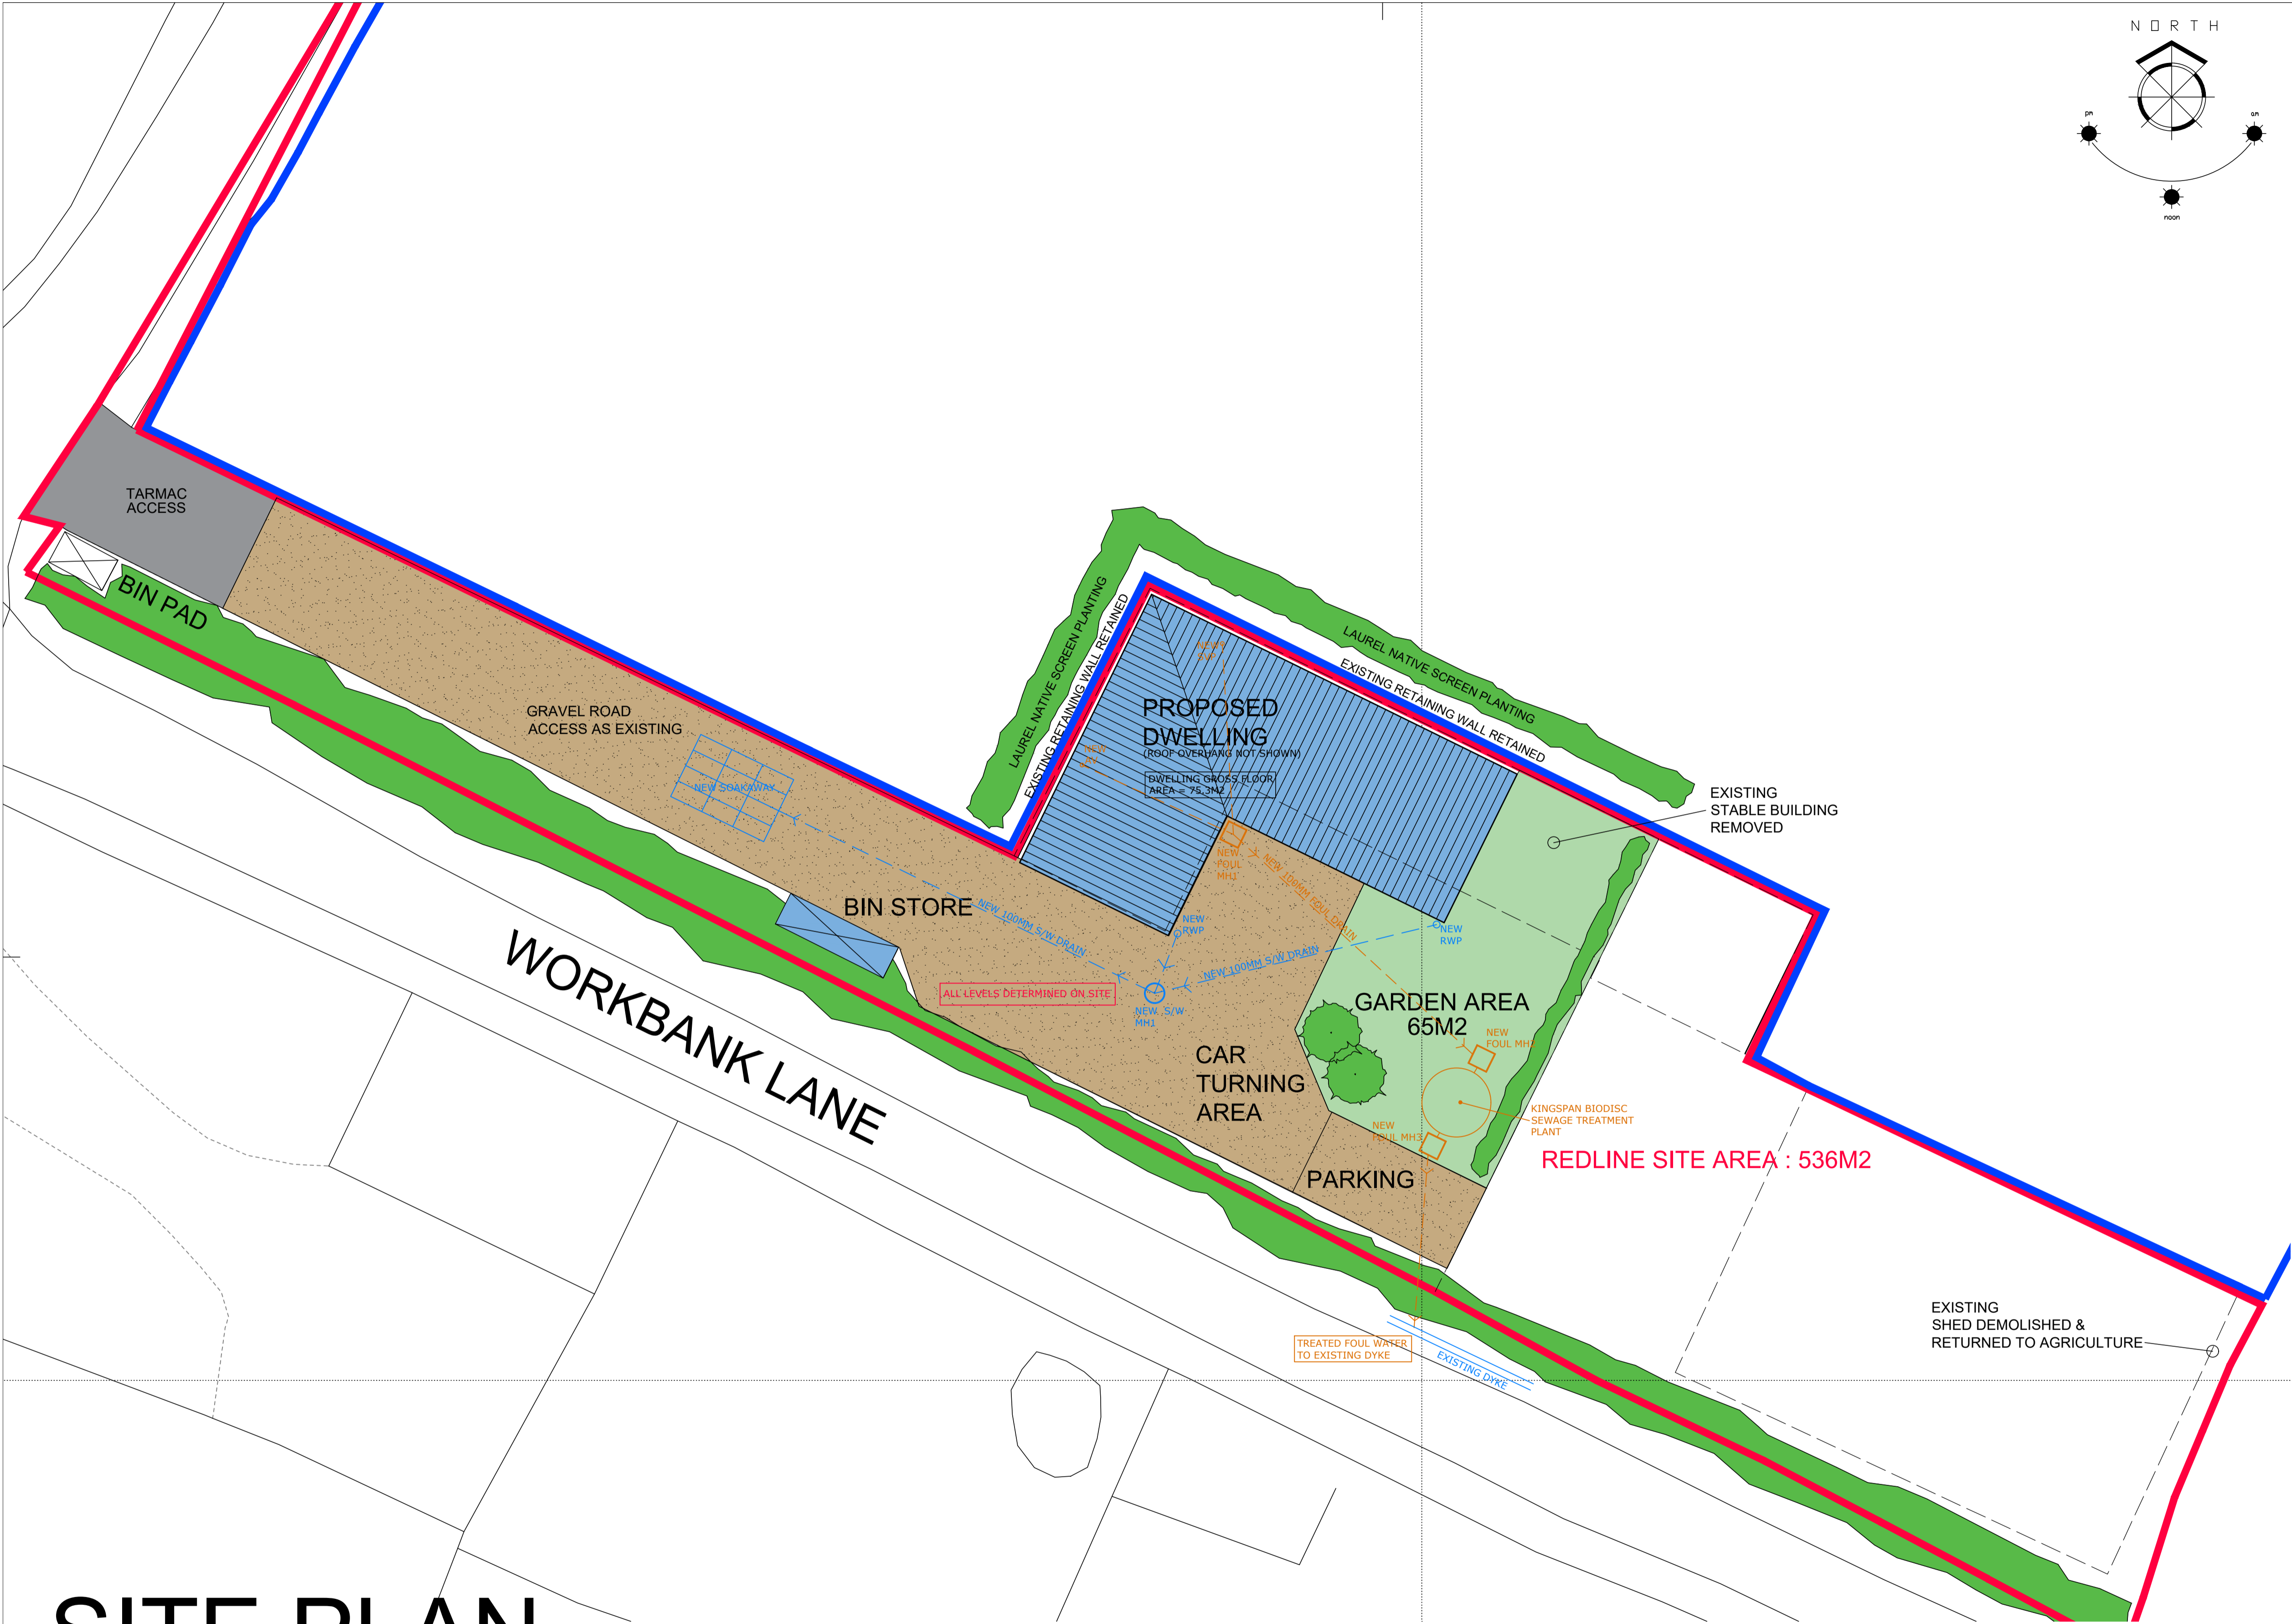 N O R T H
pm
am
noon
TARMAC
ACCESS
BIN PAD
GRAVEL ROAD
ACCESS AS EXISTING
NEW SOAKAWAY
LAUREL NATIVE SCREEN PLANTING
EXISTING RETAINING WALL RETAINED
LAUREL NATIVE SCREEN PLANTING
EXISTING RETAINING WALL RETAINED
NEW
PROPOSED
DWELLING
(ROOF OVERHANG NOT SHOWN)
NEW
DWELLING GROSS FLOOR
AREA = 75.3M2
EXISTING
STABLE BUILDING
REMOVED
NEW
FOUL
MH1
NEW 100MM FOUL DRAIN
BIN STORE
NEW 100MM S/W DRAIN
NEW
RWP
NEW
RWP
NEW 100MM S/W DRAIN
WORKBANK LANE
ALL LEVELS DETERMINED ON SITE
NEW S/W
MH1
GARDEN AREA
65M2
NEW
FOUL MH2
CAR
TURNING
AREA
KINGSPAN BIODISC
SEWAGE TREATMENT
PLANT
NEW
FOUL MH3
REDLINE SITE AREA : 536M2
PARKING
TREATED FOUL WATER
TO EXISTING DYKE
EXISTING DYKE
EXISTING
SHED DEMOLISHED &
RETURNED TO AGRICULTURE
SITE PLAN